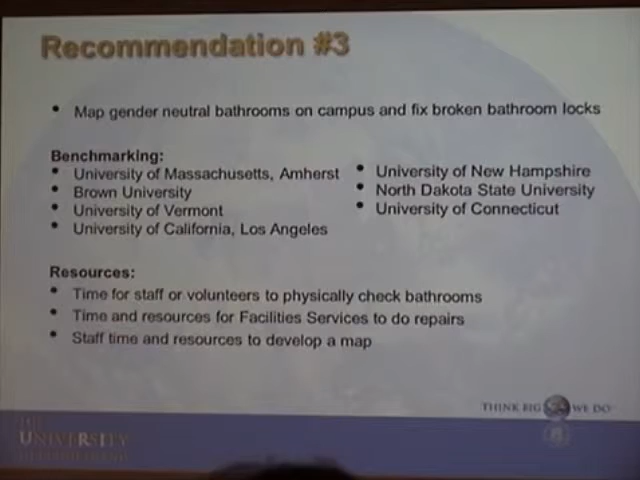 Recommendation #3
• Map gender neutral bathrooms on campus and fix broken bathroom locks
Benchmarking:
• University of Massachusetts, Amherst
• Brown University
• University of Vermont
• University of California, Los Angeles
• University of New Hampshire
• North Dakota State University
• University of Connecticut
Resources:
• Time for staff or volunteers to physically check bathrooms
• Time and resources for Facilities Services to do repairs
• Staff time and resources to develop a map
THINK BIG WE DO
THE
UNIVERSITY